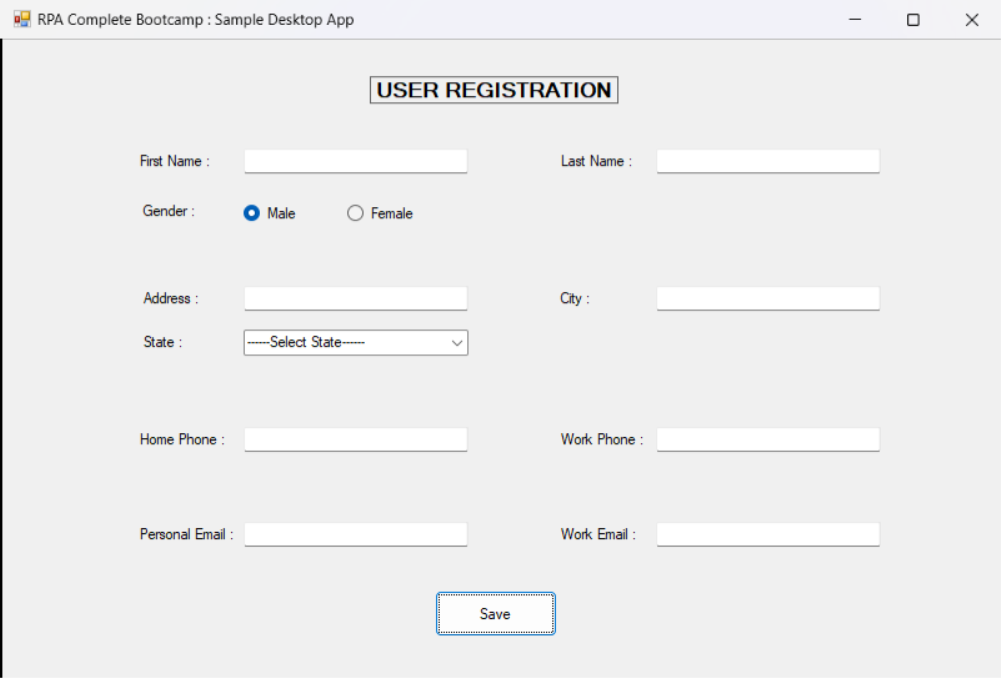 RPA Complete Bootcamp : Sample Desktop App
USER REGISTRATION
First Name : Last Name :
Gender : Male Female
Address : City :
State : ------Select State------
Home Phone : Work Phone :
Personal Email : Work Email :
Save